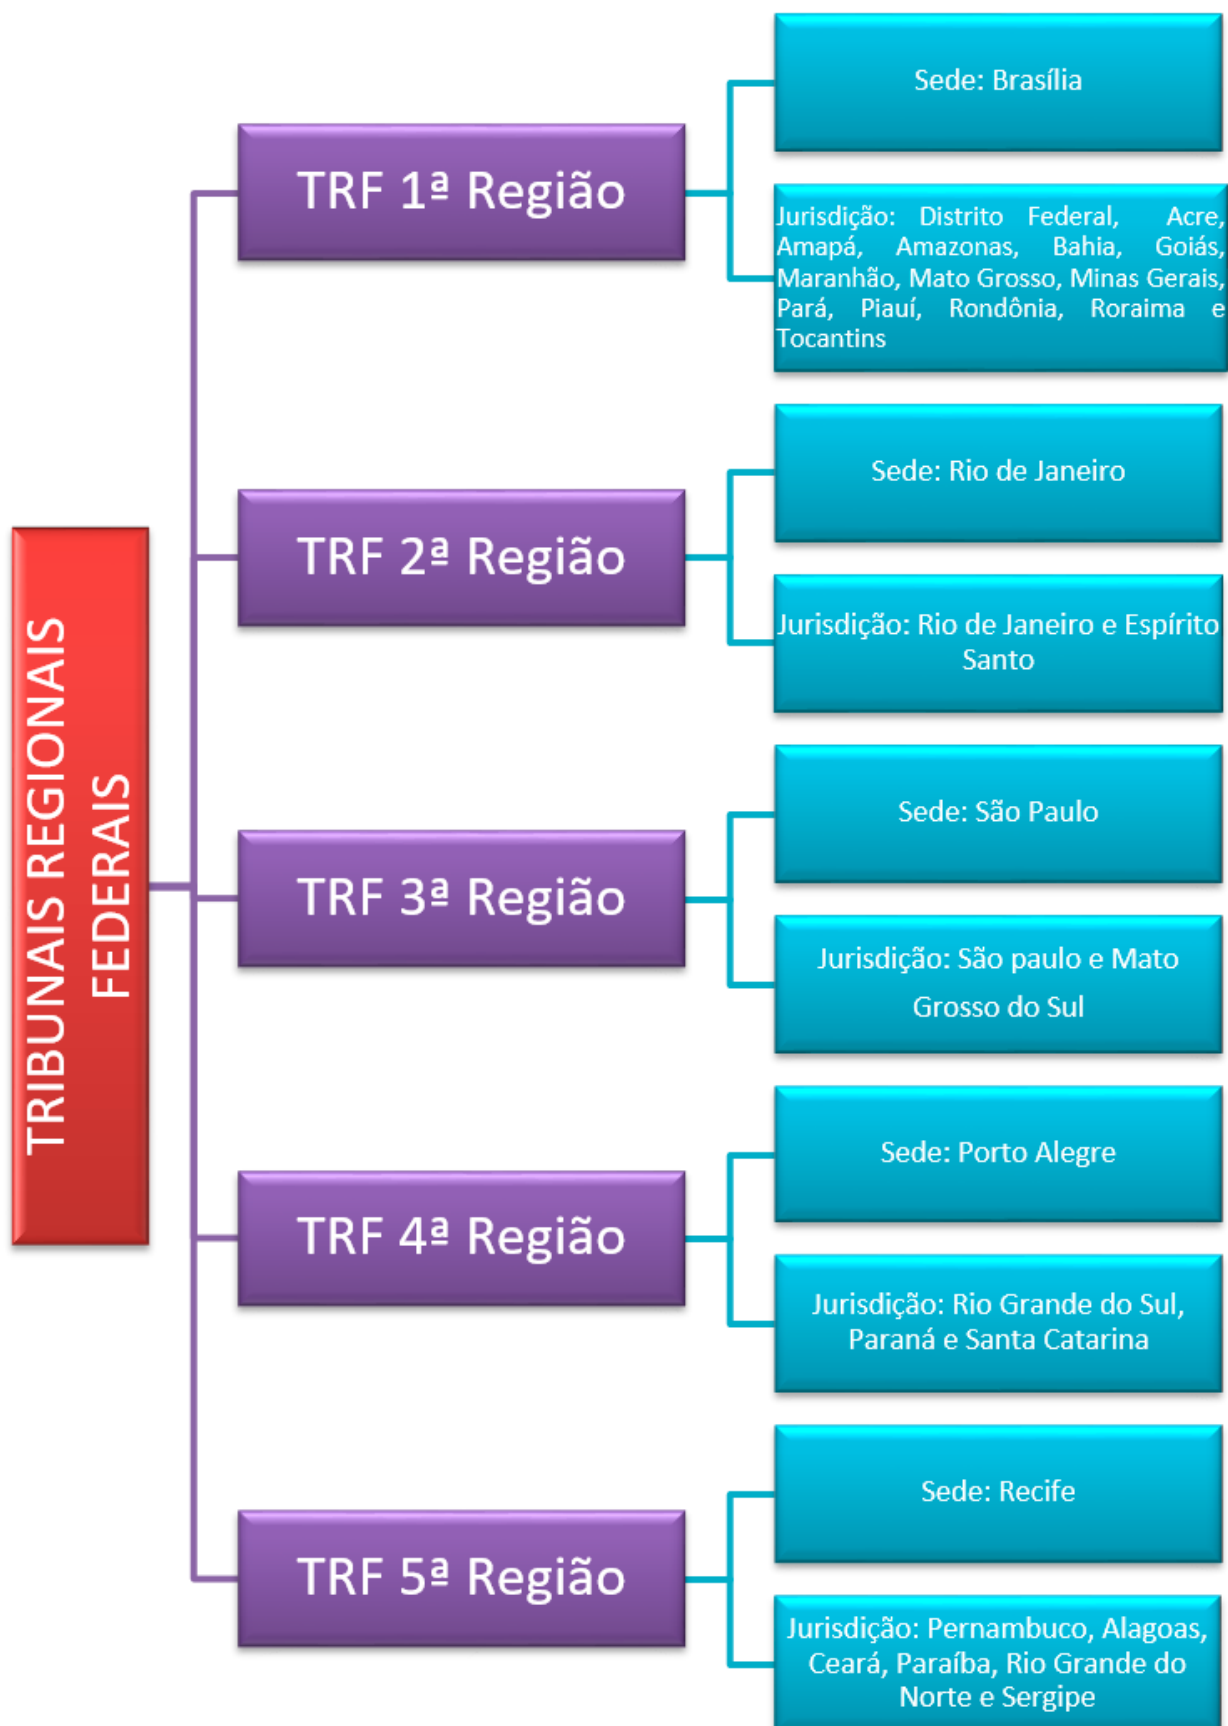 TRIBUNAIS REGIONAIS
FEDERAIS
TRF 1ª Região
Sede: Brasília
Jurisdição: Distrito Federal, Acre,
Amapá, Amazonas, Bahia, Goiás,
Maranhão, Mato Grosso, Minas Gerais,
Pará, Piauí, Rondônia, Roraima e
Tocantins
TRF 2ª Região
Sede: Rio de Janeiro
Jurisdição: Rio de Janeiro e Espírito
Santo
TRF 3ª Região
Sede: São Paulo
Jurisdição: São paulo e Mato
Grosso do Sul
TRF 4ª Região
Sede: Porto Alegre
Jurisdição: Rio Grande do Sul,
Paraná e Santa Catarina
TRF 5ª Região
Sede: Recife
Jurisdição: Pernambuco, Alagoas,
Ceará, Paraíba, Rio Grande do
Norte e Sergipe